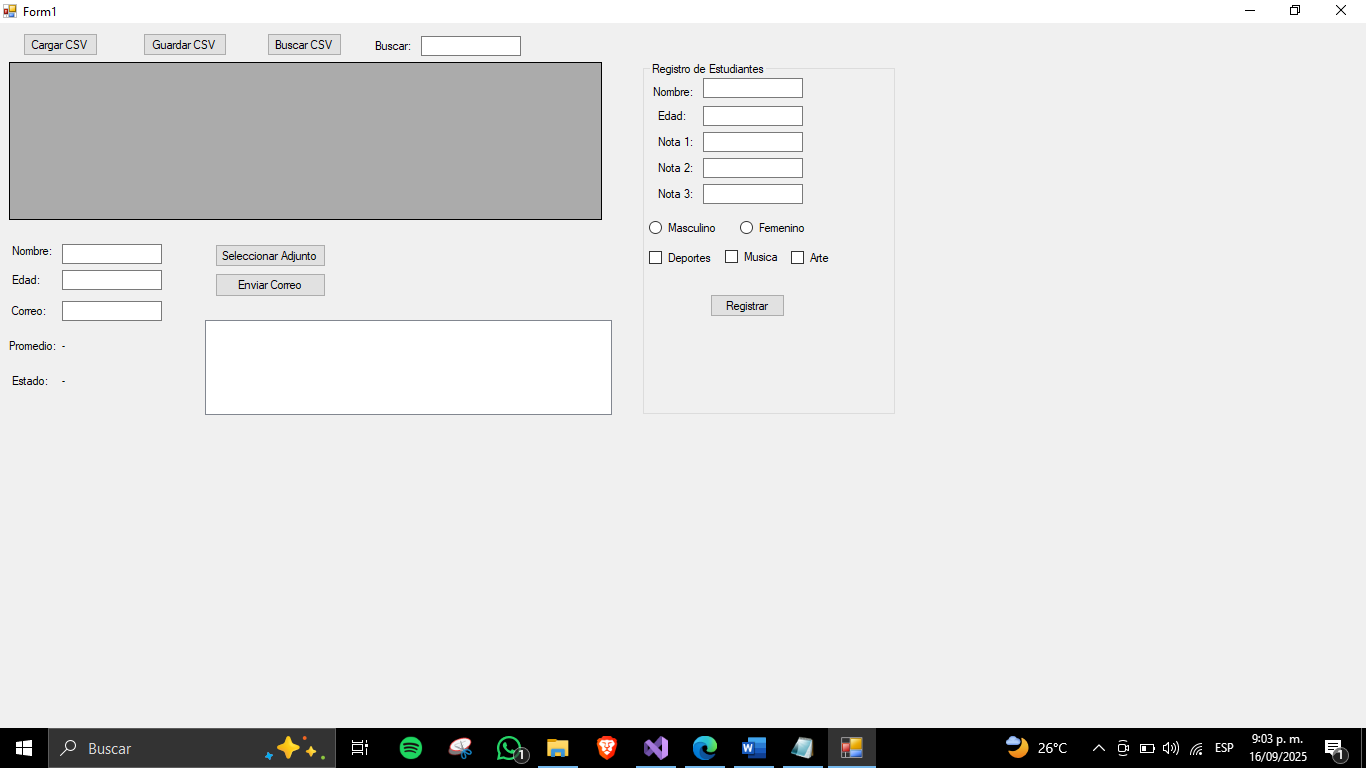 Form1
Cargar CSV Guardar CSV Buscar CSV Buscar:
Registro de Estudiantes
Nombre:
Edad:
Nota 1:
Nota 2:
Nota 3:
Masculino Femenino
Deportes Musica Arte
Registrar
Nombre: Seleccionar Adjunto
Edad: Enviar Correo
Correo:
Promedio: -
Estado: -
Buscar 1 26°C ESP 9:03 p. m.
16/09/2025 1